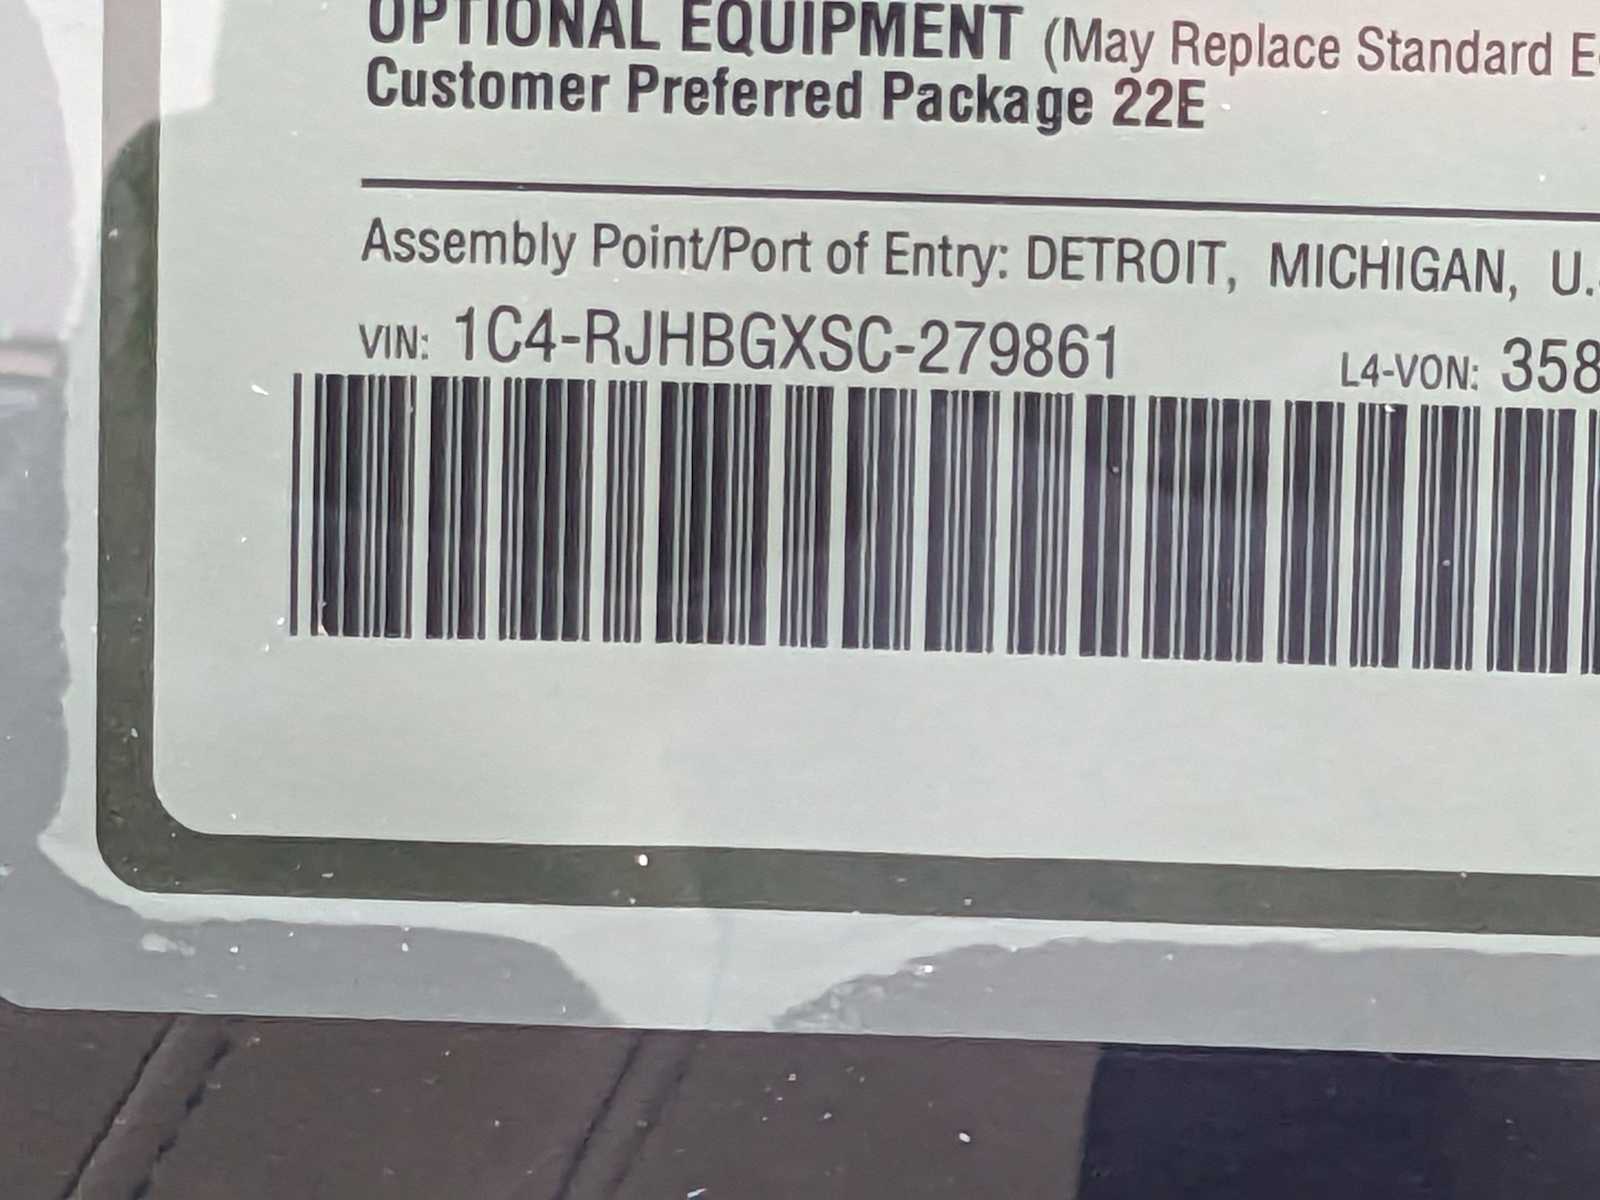 OPTIONAL EQUIPMENT (May Replace Standard E
Customer Preferred Package 22E
Assembly Point/Port of Entry: DETROIT, MICHIGAN, U.
VIN: 1C4-RJHBGXSC-279861
L4-VON: 358